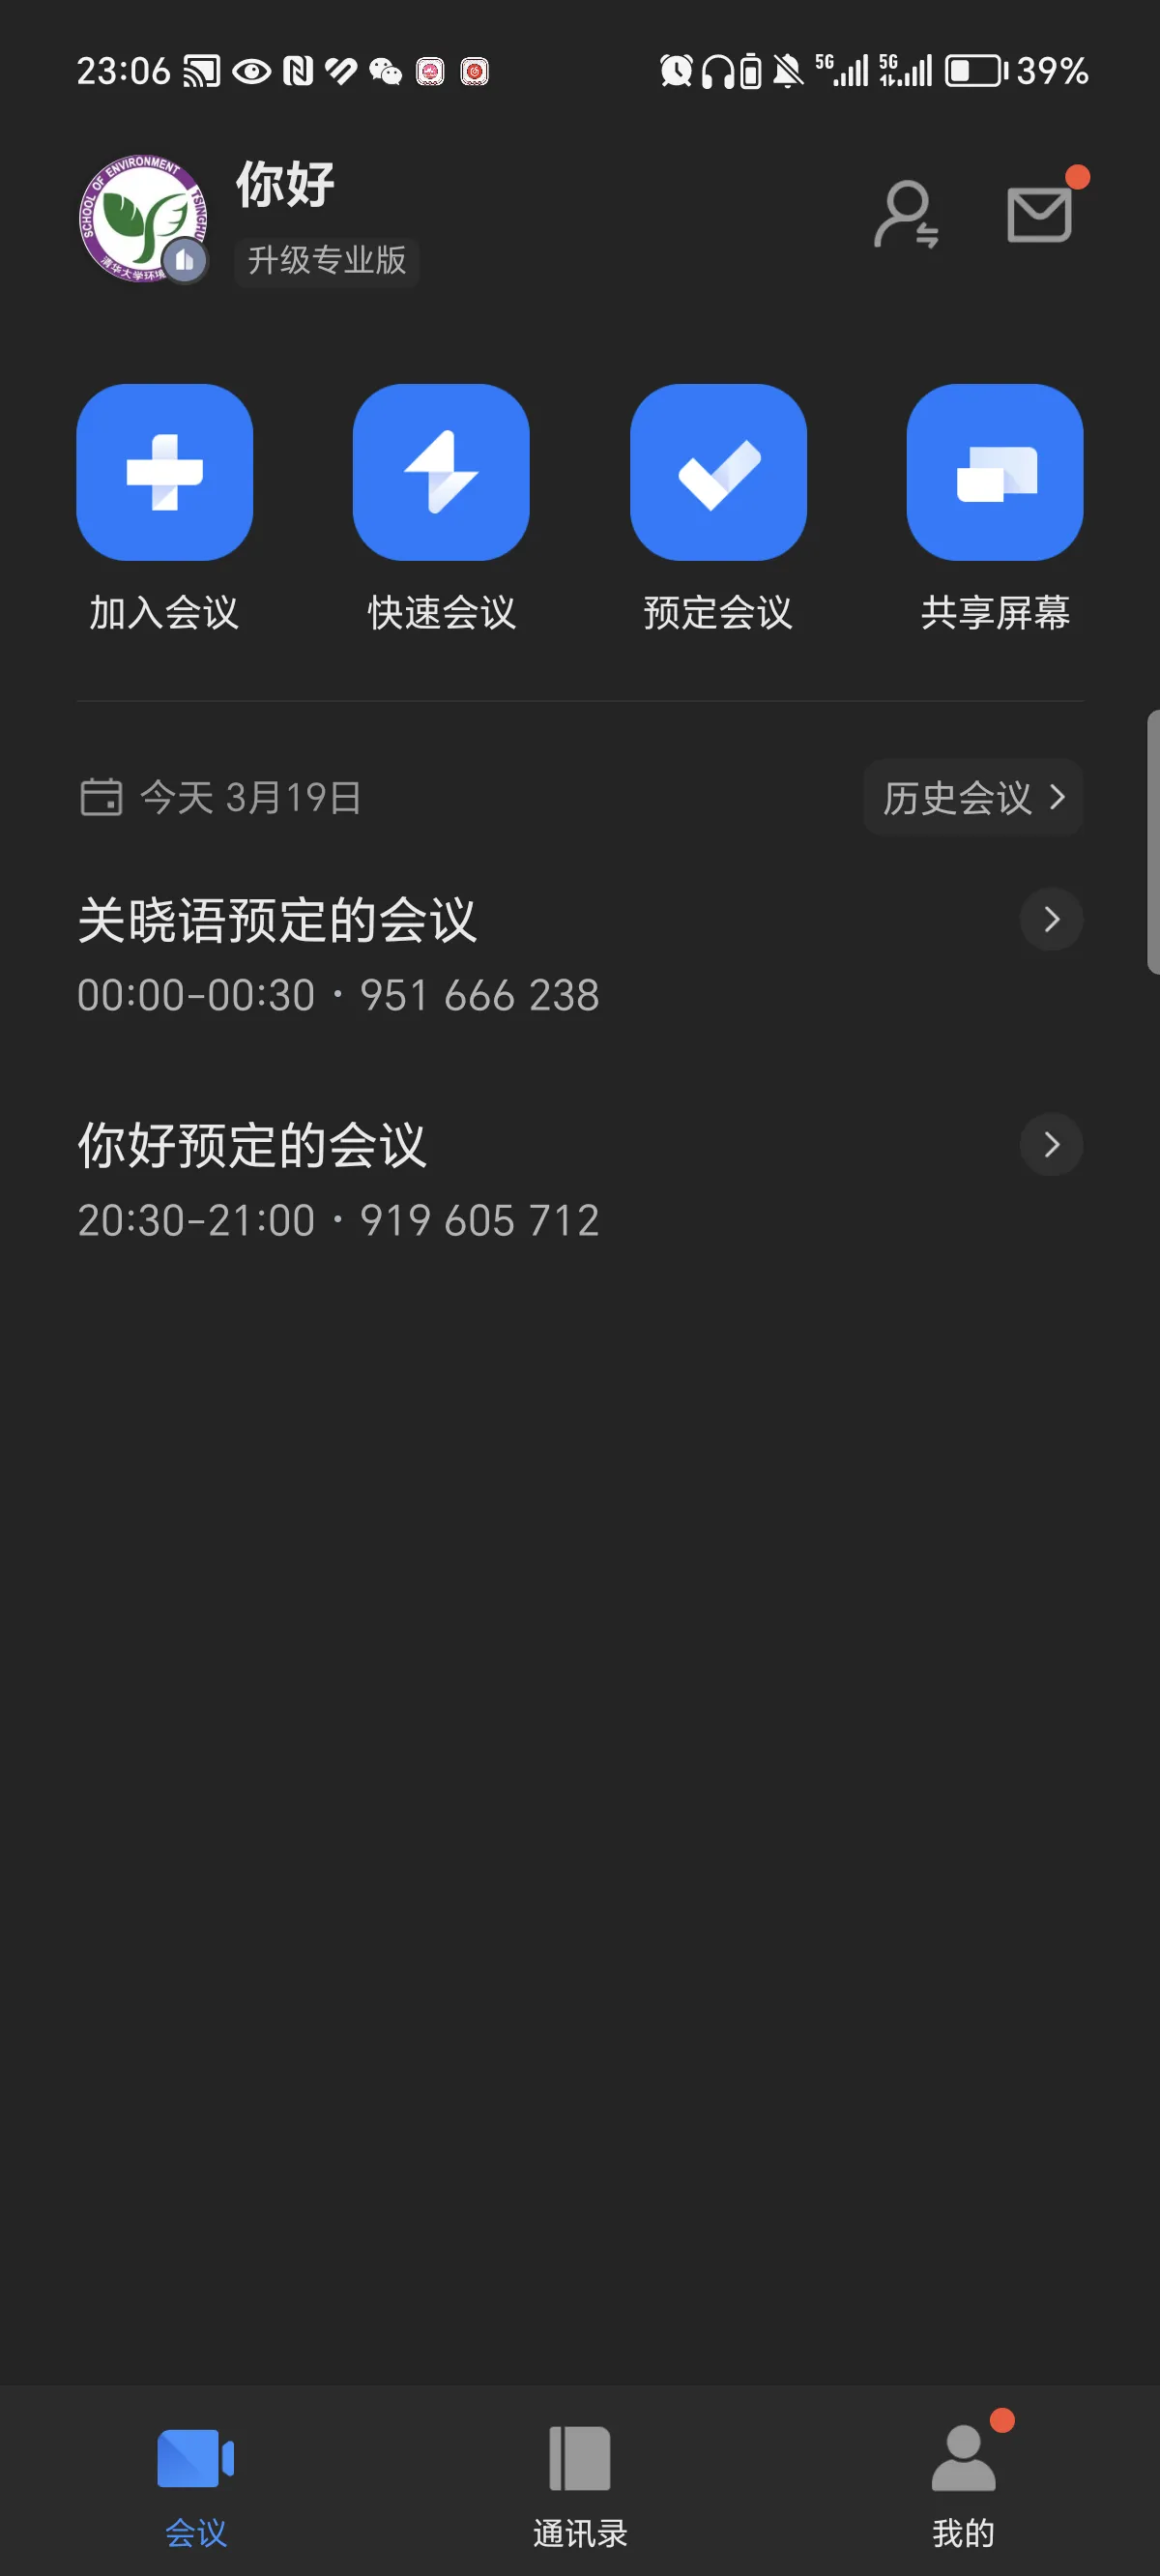 23:06 5G 5G 39%
SCHOOL OF ENVIRONMENT
清华大学环境
你好
升级专业版
加入会议 快速会议 预定会议 共享屏幕
今天 3月19日 历史会议
关晓语预定的会议
00:00-00:30 · 951 666 238
你好预定的会议
20:30-21:00 · 919 605 712
会议 通讯录 我的